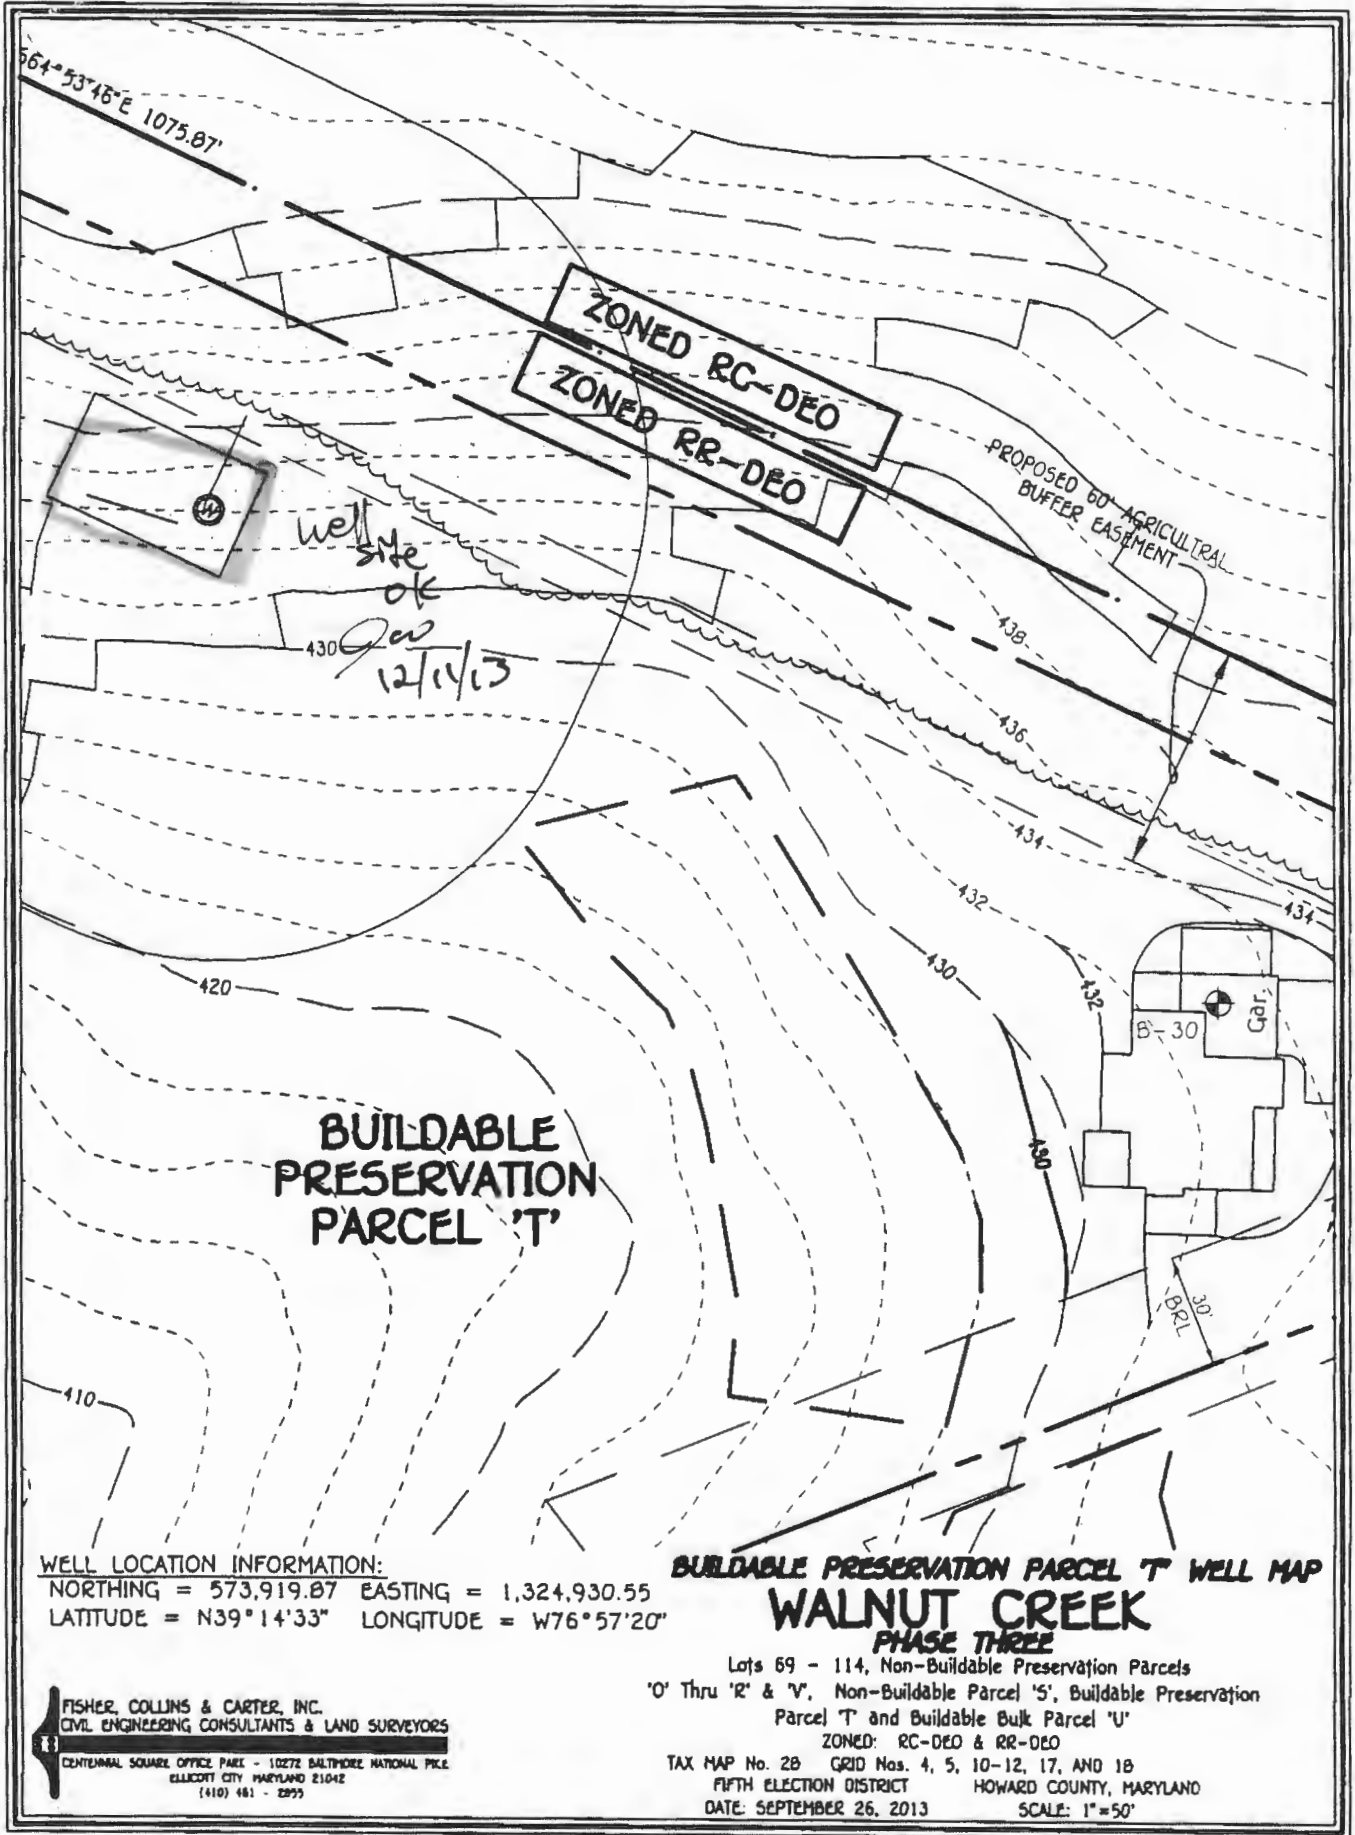 S64°53'46"E 1075.87'
ZONED RC-DEO
ZONED RR-DEO
PROPOSED 60' AGRICULTRAL
BUFFER EASEMENT
W
well
site
ok
12/11/13
430
438
436
434
432
434
430
432
420
B-30
Gar.
430
BUILDABLE
PRESERVATION
PARCEL 'T'
30'
BRL
410
WELL LOCATION INFORMATION:
NORTHING = 573,919.87 EASTING = 1,324,930.55
LATITUDE = N39°14'33" LONGITUDE = W76°57'20"
BUILDABLE PRESERVATION PARCEL 'T' WELL MAP
WALNUT CREEK
PHASE THREE
Lots 69 - 114, Non-Buildable Preservation Parcels
'O' Thru 'R' & 'V', Non-Buildable Parcel 'S', Buildable Preservation
Parcel 'T' and Buildable Bulk Parcel 'U'
ZONED: RC-DEO & RR-DEO
TAX MAP No. 28 GRID Nos. 4, 5, 10-12, 17, AND 18
FIFTH ELECTION DISTRICT HOWARD COUNTY, MARYLAND
DATE: SEPTEMBER 26, 2013 SCALE: 1"=50'
FISHER, COLLINS & CARTER, INC.
CIVIL ENGINEERING CONSULTANTS & LAND SURVEYORS
CENTENNIAL SQUARE OFFICE PARK - 10272 BALTIMORE NATIONAL PIKE
ELLICOTT CITY MARYLAND 21042
(410) 461 - 2855